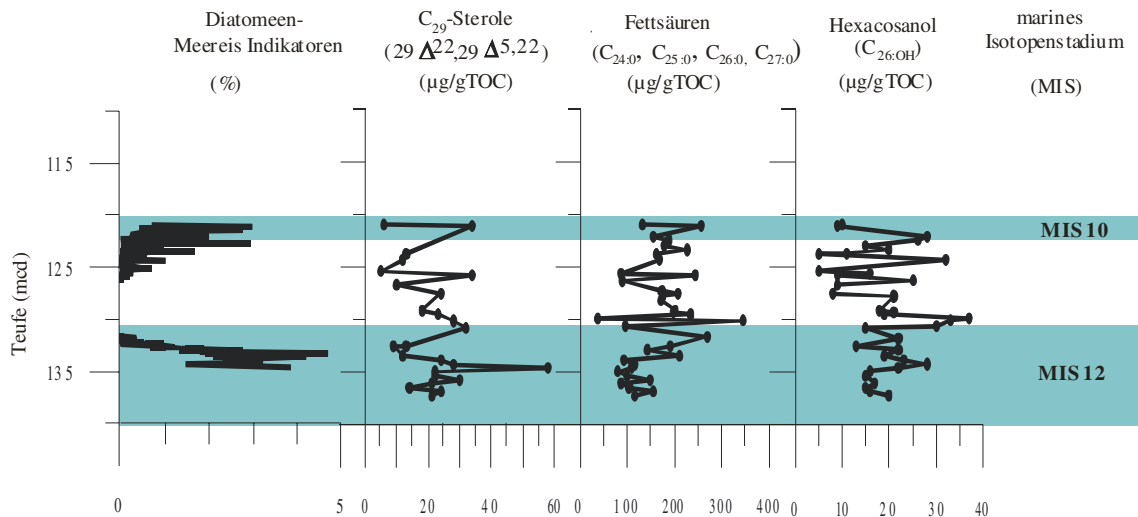 Diatomeen-
Meereis Indikatoren
(%)
C₂₉-Sterole
(29 Δ²²,29 Δ⁵,²²)
(µg/gTOC)
Fettsäuren
(C₂₄:₀, C₂₅:₀, C₂₆:₀, C₂₇:₀)
(µg/gTOC)
Hexacosanol
(C₂₆:OH)
(µg/gTOC)
marines
Isotopenstadium
(MIS)
Teufe (mcd)
115
125
135
MIS 10
MIS 12
0 5
20 40 60
0 100 200 300 400
10 20 30 40